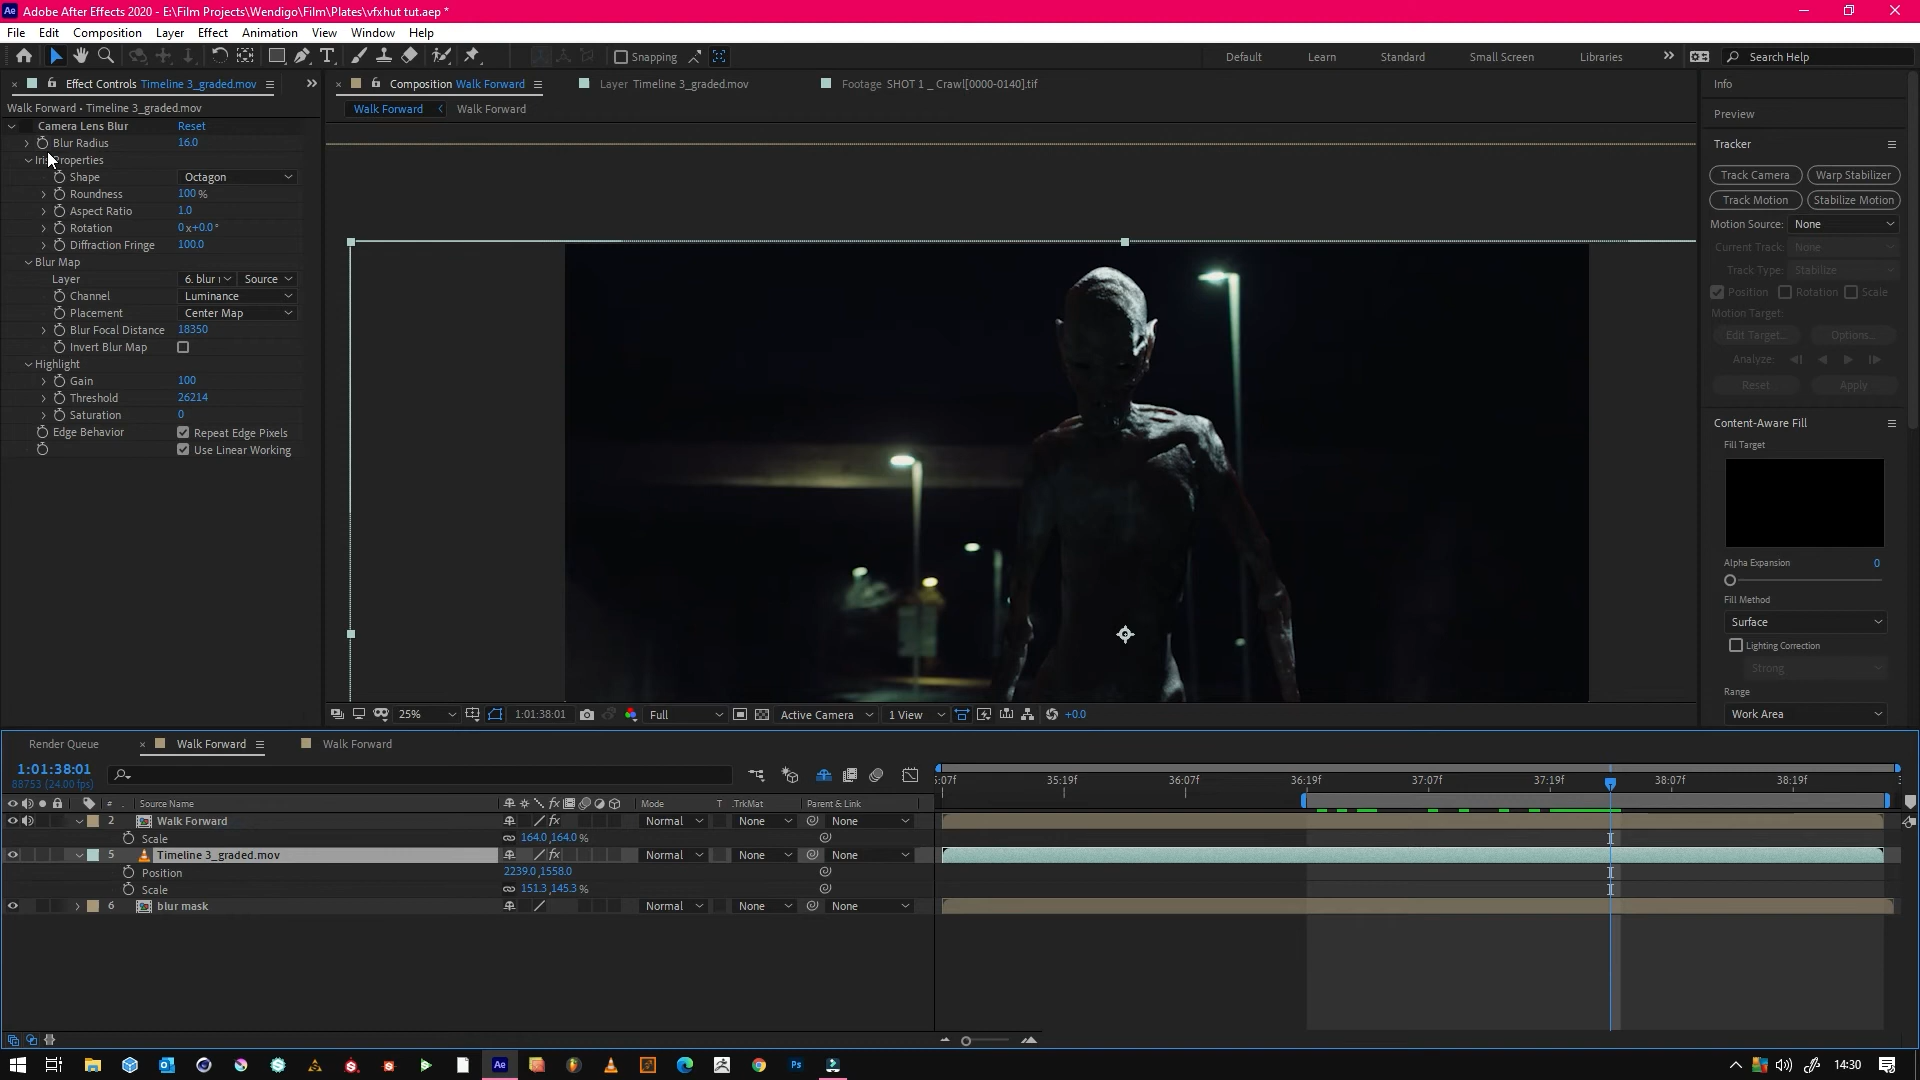 Ae Adobe After Effects 2020 - E:\Film Projects\Wendigo\Film\Plates\vfxhut tut.aep *
File Edit Composition Layer Effect Animation View Window Help
T Snapping Default Learn Standard Small Screen Libraries Search Help
Effect Controls Timeline 3_graded.mov
Composition Walk Forward
Layer Timeline 3_graded.mov
Footage SHOT 1 _ Crawl[0000-0140].tif
Info
Walk Forward • Timeline 3_graded.mov
Walk Forward Walk Forward
Preview
Camera Lens Blur Reset
Blur Radius 16.0
Iris Properties
Shape Octagon
Roundness 100 %
Aspect Ratio 1.0
Rotation 0 x+0.0 °
Diffraction Fringe 100.0
Blur Map
Layer 6. blur Source
Channel Luminance
Placement Center Map
Blur Focal Distance 18350
Invert Blur Map
Highlight
Gain 100
Threshold 26214
Saturation 0
Edge Behavior Repeat Edge Pixels
Use Linear Working
Tracker
Track Camera Warp Stabilizer
Track Motion Stabilize Motion
Motion Source: None
Current Track: None
Track Type: Stabilize
Position Rotation Scale
Motion Target:
Edit Target... Options...
Analyze:
Reset Apply
Content-Aware Fill
Fill Target
Alpha Expansion 0
Fill Method
Surface
Lighting Correction
Strong
Range
Work Area
25% 1:01:38:01 Full Active Camera 1 View +0.0
Render Queue Walk Forward Walk Forward
1:01:38:01
88753 (24.00 fps)
:07f 35:19f 36:07f 36:19f 37:07f 37:19f 38:07f 38:19f
# Source Name fx Mode T .TrkMat Parent & Link
2 Walk Forward fx Normal None None
Scale 164.0,164.0 %
5 Timeline 3_graded.mov fx Normal None None
Position 2239.0,1558.0
Scale 151.3,145.3 %
6 blur mask Normal None None
Ae Ps 14:30